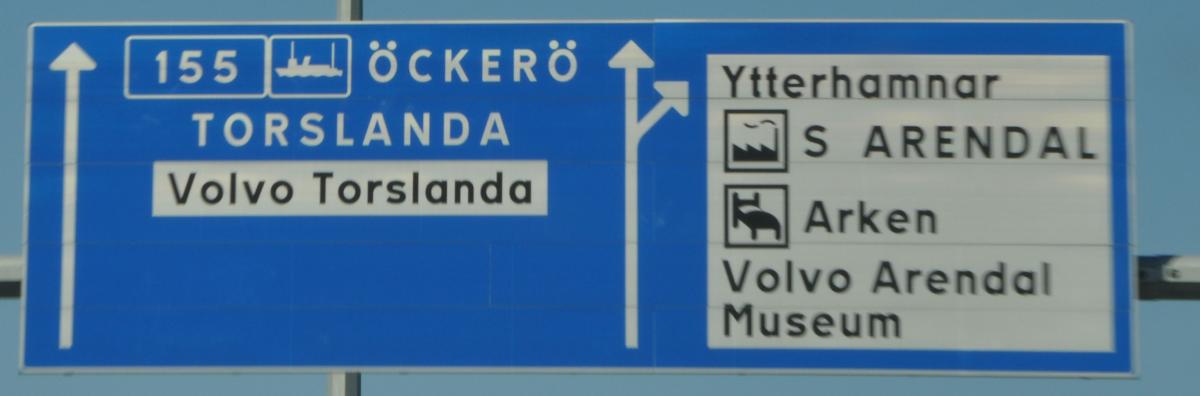 155 ÖCKERÖ
TORSLANDA
Volvo Torslanda
Ytterhamnar
S ARENDAL
Arken
Volvo Arendal
Museum